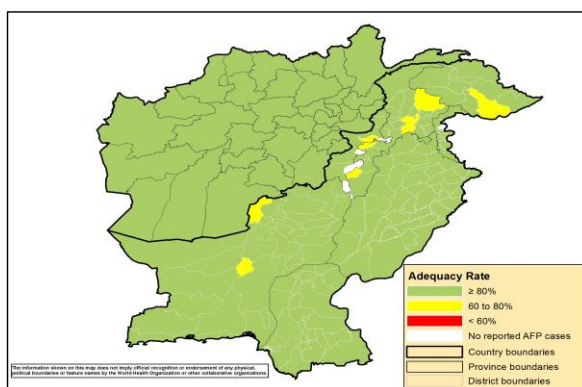 Adequacy Rate
≥ 80%
60 to 80%
< 60%
No reported AFP cases
Country boundaries
Province boundaries
District boundaries
The information shown on this map does not imply official recognition or endorsement of any physical,
political boundaries or feature names by the World Health Organization or other collaborative organizations.